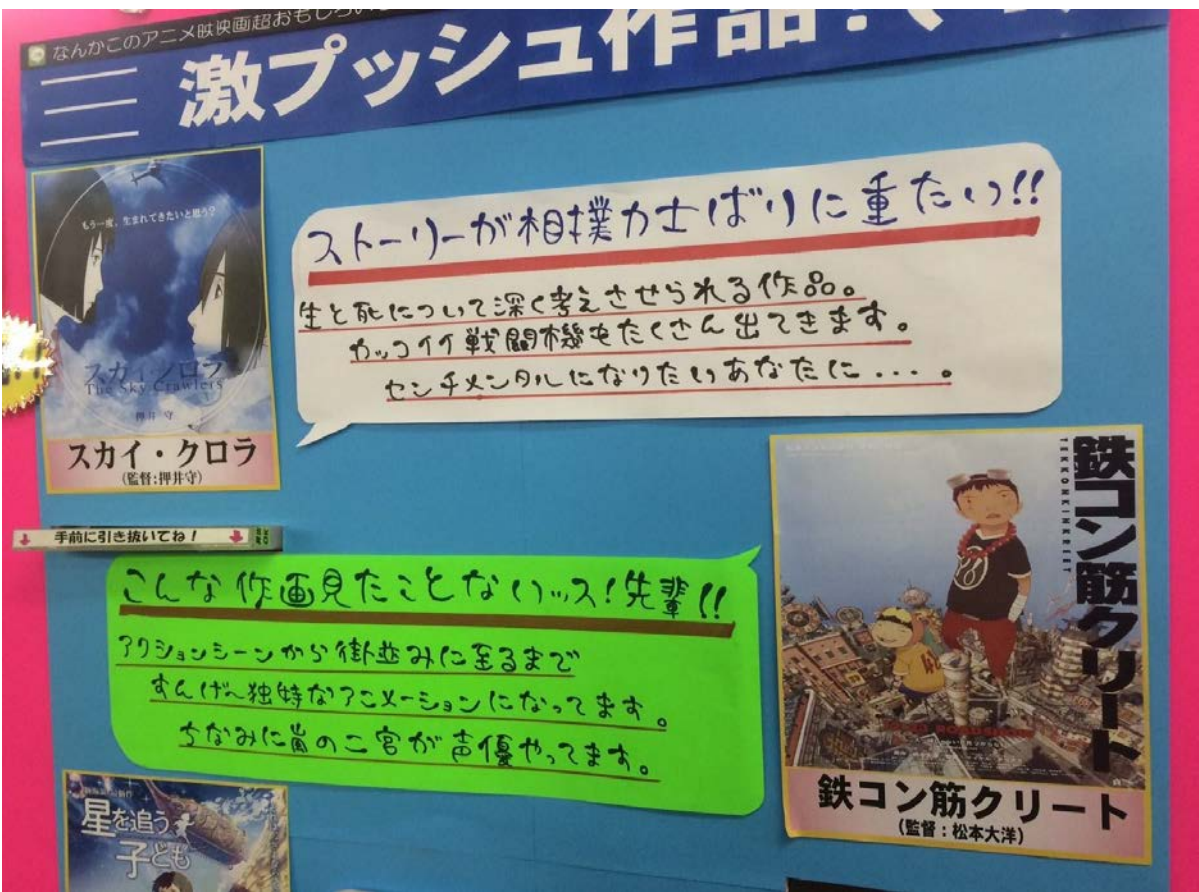 なんかこのアニメ映画超おもしろい
激プッシュ作品
もう一度、生まれてきたいと思う?
スカイ・クロラ
The Sky Crawlers
押井 守
スカイ・クロラ
(監督:押井守)
ストーリーが相撲力士ばりに重たいっ!!
生と死について深く考えさせられる作品。
カッコイイ戦闘機もたくさん出てきます。
センチメンタルになりたいあなたに...。
手前に引き抜いてね!
こんな作画見たことないッス!先輩!!
アクションシーンから街並みに至るまで
すんげ〜独特なアニメーションになってます。
ちなみに嵐の二宮が声優やってます。
鉄コン筋クリート
TEKKONKINKREET
鉄コン筋クリート
(監督:松本大洋)
星を追う
子ども